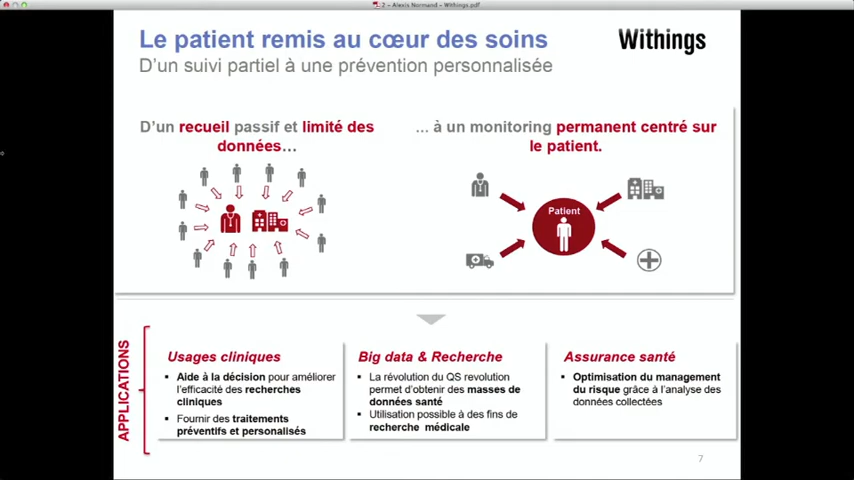 2 – Alexis Normand – Withings.pdf
Le patient remis au cœur des soins
Withings
D'un suivi partiel à une prévention personnalisée
D'un recueil passif et limité des
données…
… à un monitoring permanent centré sur
le patient.
Patient
APPLICATIONS
Usages cliniques
Aide à la décision pour améliorer
l'efficacité des recherches
cliniques
Fournir des traitements
préventifs et personalisés
Big data & Recherche
La révolution du QS revolution
permet d'obtenir des masses de
données santé
Utilisation possible à des fins de
recherche médicale
Assurance santé
Optimisation du management
du risque grâce à l'analyse des
données collectées
7